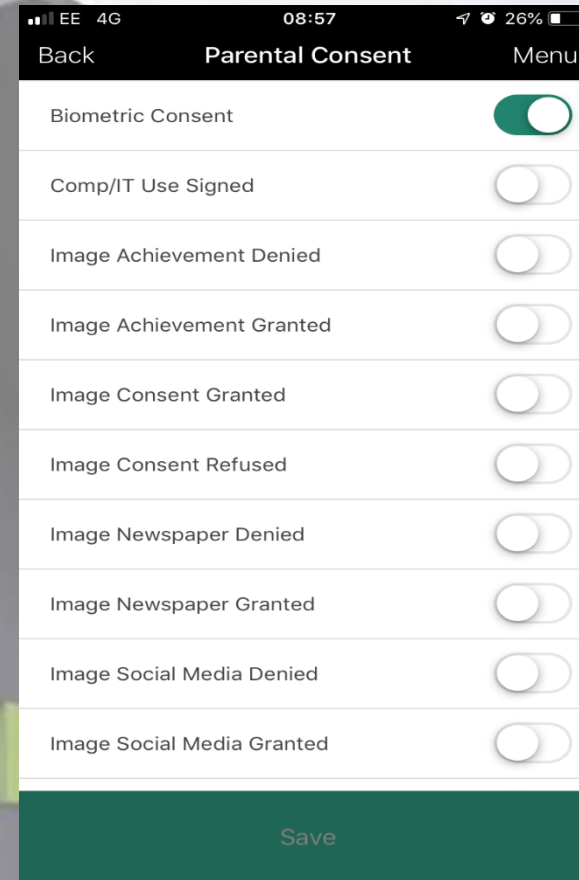 EE 4G 08:57 26%
Back Parental Consent Menu
Biometric Consent
Comp/IT Use Signed
Image Achievement Denied
Image Achievement Granted
Image Consent Granted
Image Consent Refused
Image Newspaper Denied
Image Newspaper Granted
Image Social Media Denied
Image Social Media Granted
Save